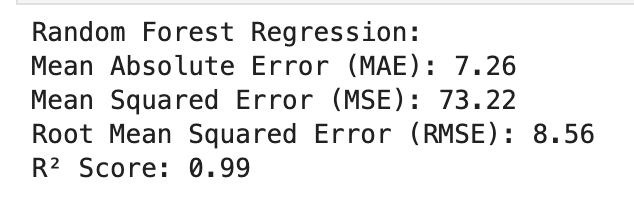 Random Forest Regression:
Mean Absolute Error (MAE): 7.26
Mean Squared Error (MSE): 73.22
Root Mean Squared Error (RMSE): 8.56
R² Score: 0.99